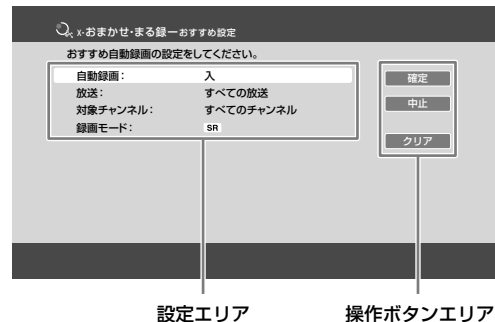 x-おまかせ・まる録ーおすすめ設定
おすすめ自動録画の設定をしてください。
自動録画： 入
放送： すべての放送
対象チャンネル： すべてのチャンネル
録画モード： SR
確定
中止
クリア
設定エリア
操作ボタンエリア